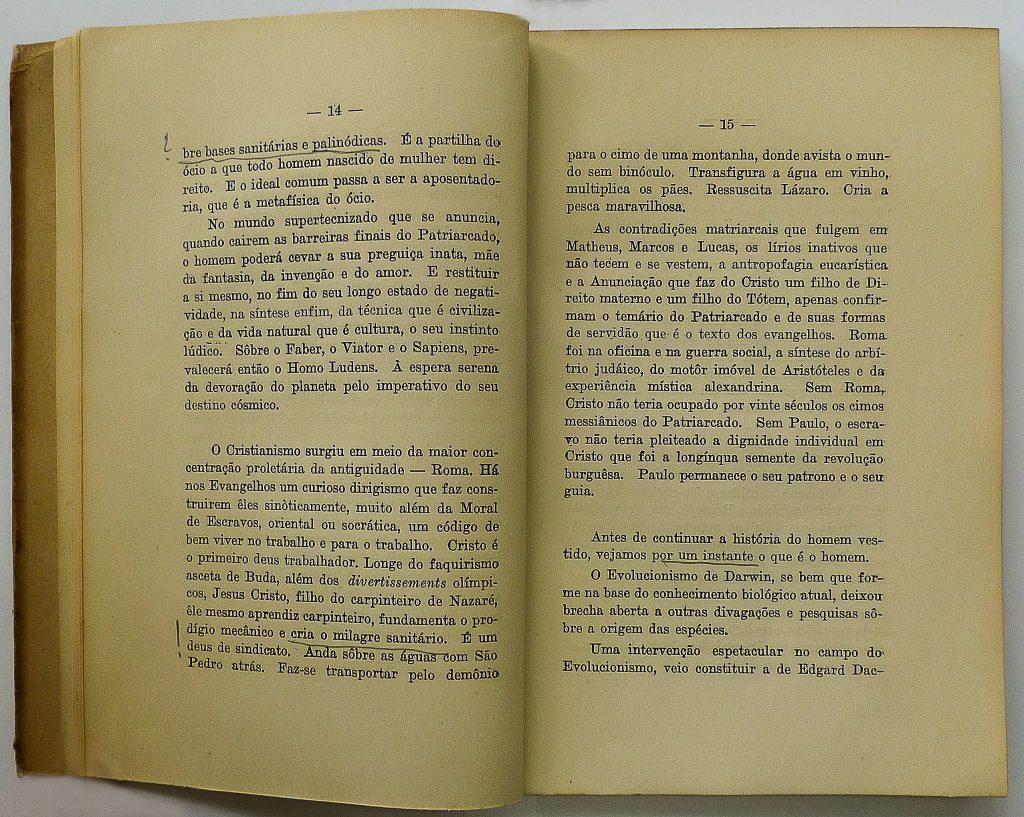 — 14 —
bre bases sanitárias e palinódicas. É a partilha do
ócio a que todo homem nascido de mulher tem di-
reito. E o ideal comum passa a ser a aposentado-
ria, que é a metafísica do ócio.
No mundo supertecnizado que se anuncia,
quando cairem as barreiras finais do Patriarcado,
o homem poderá cevar a sua preguiça inata, mãe
da fantasia, da invenção e do amor. E restituir
a si mesmo, no fim do seu longo estado de negati-
vidade, na síntese enfim, da técnica que é civiliza-
ção e da vida natural que é cultura, o seu instinto
lúdico. Sôbre o Faber, o Viator e o Sapiens, pre-
valecerá então o Homo Ludens. À espera serena
da devoração do planeta pelo imperativo do seu
destino cósmico.
O Cristianismo surgiu em meio da maior con-
centração proletária da antiguidade — Roma. Há
nos Evangelhos um curioso dirigismo que faz cons-
truirem êles sinòticamente, muito além da Moral
de Escravos, oriental ou socrática, um código de
bem viver no trabalho e para o trabalho. Cristo é
o primeiro deus trabalhador. Longe do faquirismo
asceta de Buda, além dos divertissements olímpi-
cos, Jesus Cristo, filho do carpinteiro de Nazaré,
êle mesmo aprendiz carpinteiro, fundamenta o pro-
dígio mecânico e cria o milagre sanitário. É um
deus de sindicato. Anda sôbre as águas com São
Pedro atrás. Faz-se transportar pelo demônio
— 15 —
para o cimo de uma montanha, donde avista o mun-
do sem binóculo. Transfigura a água em vinho,
multiplica os pães. Ressuscita Lázaro. Cria a
pesca maravilhosa.
As contradições matriarcais que fulgem em
Matheus, Marcos e Lucas, os lírios inativos que
não tecem e se vestem, a antropofagia eucarística
e a Anunciação que faz do Cristo um filho de Di-
reito materno e um filho do Tótem, apenas confir-
mam o temário do Patriarcado e de suas formas
de servidão que é o texto dos evangelhos. Roma
foi na oficina e na guerra social, a síntese do arbí-
trio judáico, do motôr imóvel de Aristóteles e da
experiência mística alexandrina. Sem Roma,
Cristo não teria ocupado por vinte séculos os cimos
messiânicos do Patriarcado. Sem Paulo, o escra-
vo não teria pleiteado a dignidade individual em
Cristo que foi a longínqua semente da revolução
burguêsa. Paulo permanece o seu patrono e o seu
guia.
Antes de continuar a história do homem ves-
tido, vejamos por um instante o que é o homem.
O Evolucionismo de Darwin, se bem que for-
me na base do conhecimento biológico atual, deixou
brecha aberta a outras divagações e pesquisas sô-
bre a origem das espécies.
Uma intervenção espetacular no campo do
Evolucionismo, veio constituir a de Edgard Dac-